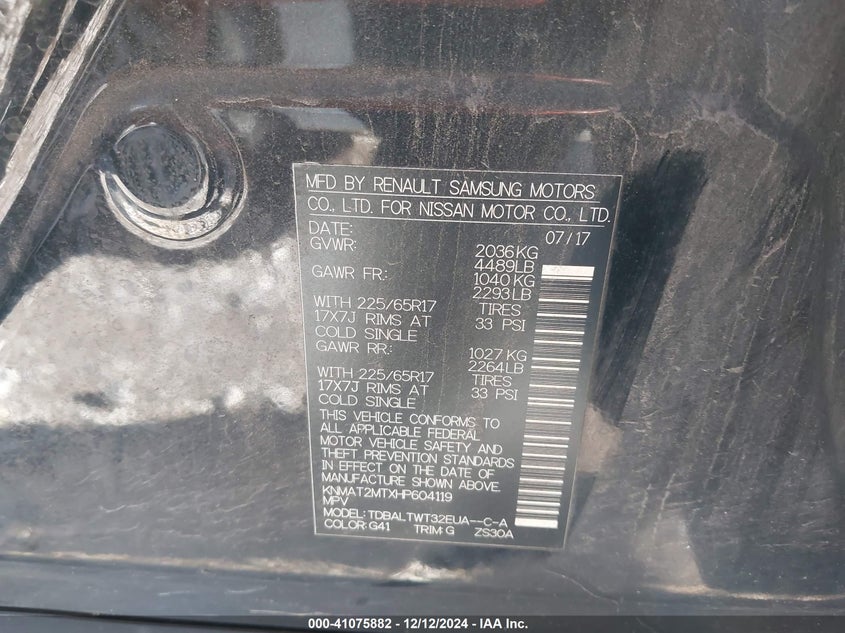 MFD BY RENAULT SAMSUNG MOTORS
CO., LTD. FOR NISSAN MOTOR CO., LTD.
DATE: 07/17
GVWR: 2036KG
4489LB
GAWR FR: 1040KG
2293LB
WITH 225/65R17 TIRES
17X7J RIMS AT 33 PSI
COLD SINGLE
GAWR RR: 1027KG
2264LB
WITH 225/65R17 TIRES
17X7J RIMS AT 33 PSI
COLD SINGLE
THIS VEHICLE CONFORMS TO
ALL APPLICABLE FEDERAL
MOTOR VEHICLE SAFETY AND
THEFT PREVENTION STANDARDS
IN EFFECT ON THE DATE OF
MANUFACTURE SHOWN ABOVE.
KNMAT2MTXHP604119
MPV
MODEL: TDBALTWT32EUA--C-A
COLOR: G41 TRIM: G ZS30A
000-41075882 - 12/12/2024 - IAA Inc.